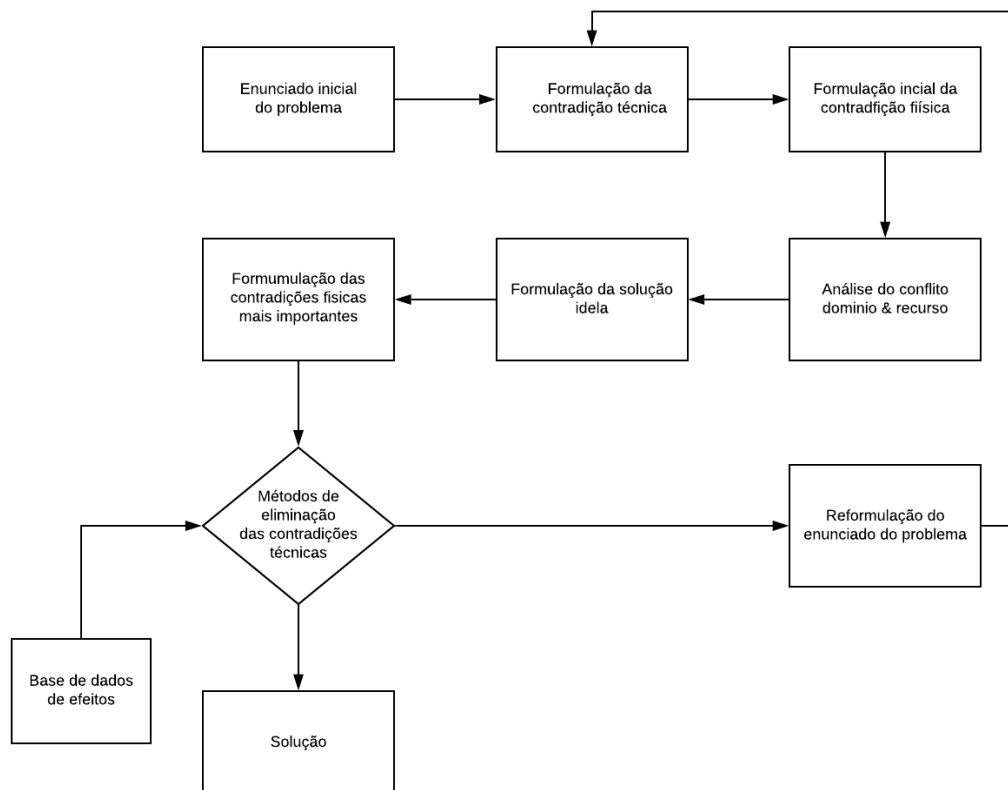 Enunciado inicial
do problema
Formulação da
contradição técnica
Formulação incial da
contradfição fiísica
Formumulação das
contradições fisicas
mais importantes
Formulação da solução
idela
Análise do conflito
dominio & recurso
Métodos de
eliminação
das contradições
técnicas
Reformulação do
enunciado do problema
Base de dados
de efeitos
Solução